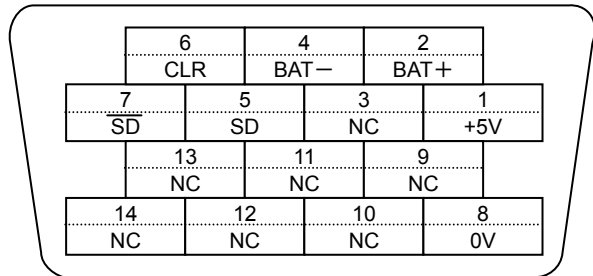 6 4 2
CLR BAT− BAT+
7 5 3 1
S̅D̅ SD NC +5V
13 11 9
NC NC NC
14 12 10 8
NC NC NC 0V